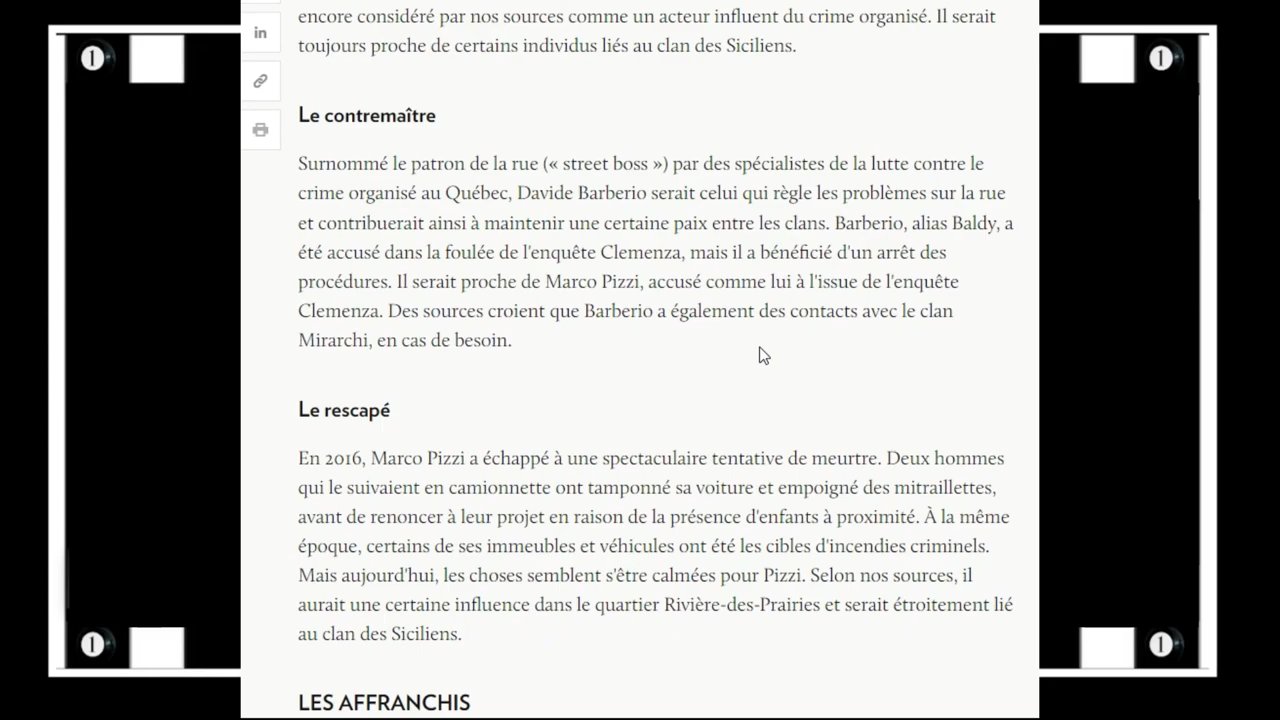 encore considéré par nos sources comme un acteur influent du crime organisé. Il serait
toujours proche de certains individus liés au clan des Siciliens.
Le contremaître
Surnommé le patron de la rue (« street boss ») par des spécialistes de la lutte contre le
crime organisé au Québec, Davide Barberio serait celui qui règle les problèmes sur la rue
et contribuerait ainsi à maintenir une certaine paix entre les clans. Barberio, alias Baldy, a
été accusé dans la foulée de l'enquête Clemenza, mais il a bénéficié d'un arrêt des
procédures. Il serait proche de Marco Pizzi, accusé comme lui à l'issue de l'enquête
Clemenza. Des sources croient que Barberio a également des contacts avec le clan
Mirarchi, en cas de besoin.
Le rescapé
En 2016, Marco Pizzi a échappé à une spectaculaire tentative de meurtre. Deux hommes
qui le suivaient en camionnette ont tamponné sa voiture et empoigné des mitraillettes,
avant de renoncer à leur projet en raison de la présence d'enfants à proximité. À la même
époque, certains de ses immeubles et véhicules ont été les cibles d'incendies criminels.
Mais aujourd'hui, les choses semblent s'être calmées pour Pizzi. Selon nos sources, il
aurait une certaine influence dans le quartier Rivière-des-Prairies et serait étroitement lié
au clan des Siciliens.
LES AFFRANCHIS
in
1
1
1
1